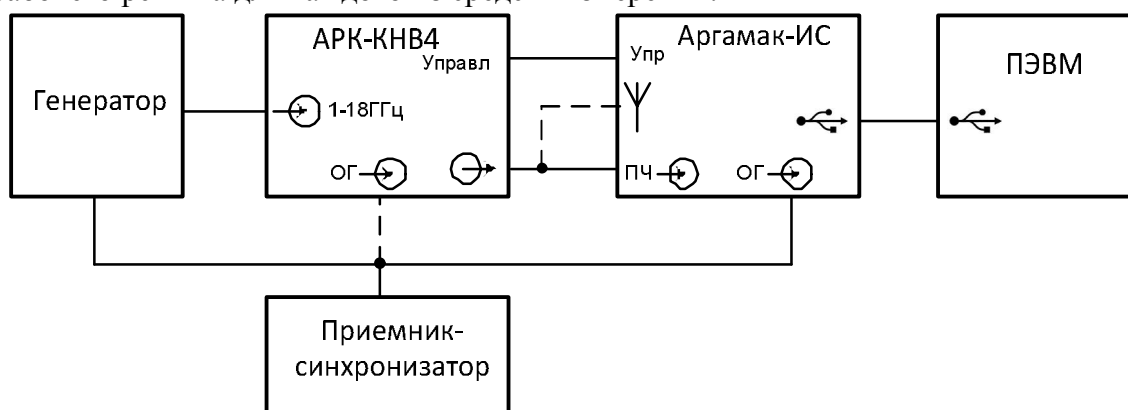 Генератор
АРК-КНВ4
Управл
1-18ГГц
ОГ
Аргамак-ИС
Упр
ПЧ
ОГ
ПЭВМ
Приемник-
синхронизатор